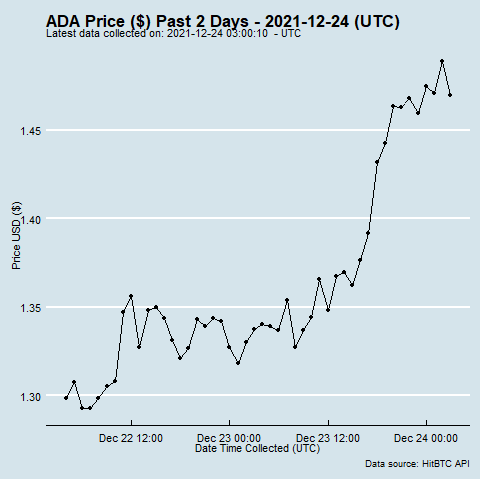 ADA Price ($) Past 2 Days - 2021-12-24 (UTC)
Latest data collected on: 2021-12-24 03:00:10 - UTC
1.45
1.40
1.35
1.30
Price USD ($)
Dec 22 12:00
Dec 23 00:00
Dec 23 12:00
Dec 24 00:00
Date Time Collected (UTC)
Data source: HitBTC API